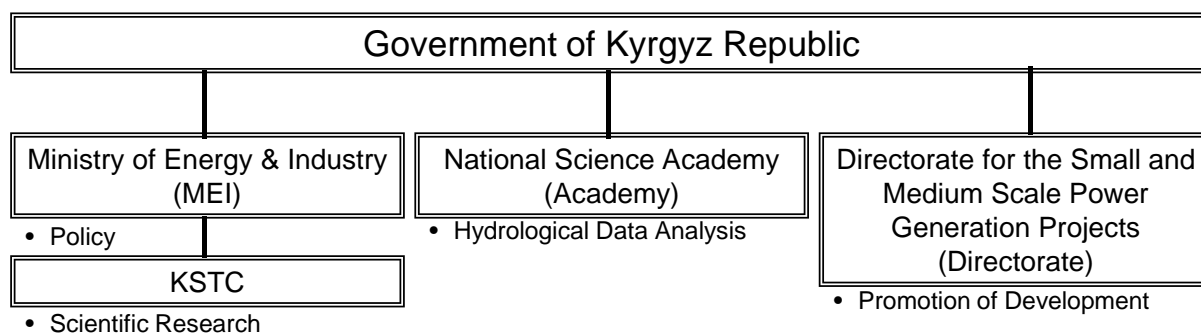 Government of Kyrgyz Republic
Ministry of Energy & Industry
(MEI)
• Policy
KSTC
• Scientific Research
National Science Academy
(Academy)
• Hydrological Data Analysis
Directorate for the Small and
Medium Scale Power
Generation Projects
(Directorate)
• Promotion of Development